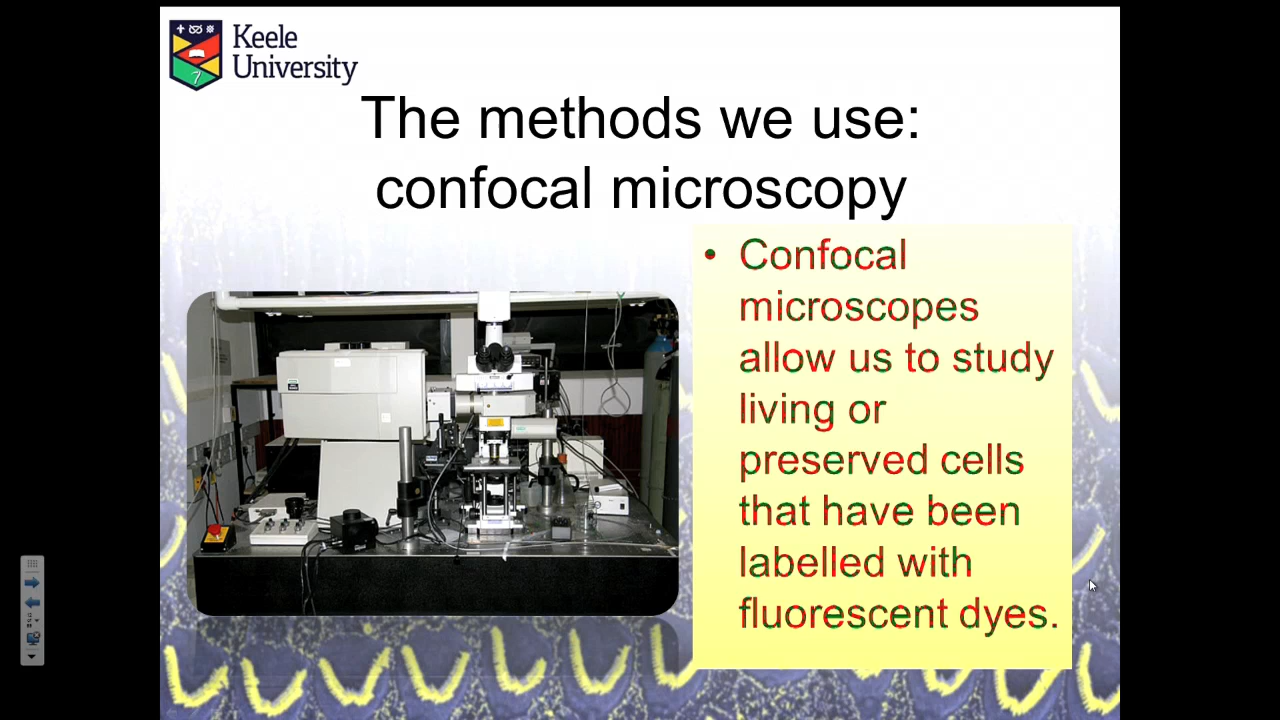 Keele
University
The methods we use:
confocal microscopy
• Confocal
microscopes
allow us to study
living or
preserved cells
that have been
labelled with
fluorescent dyes.